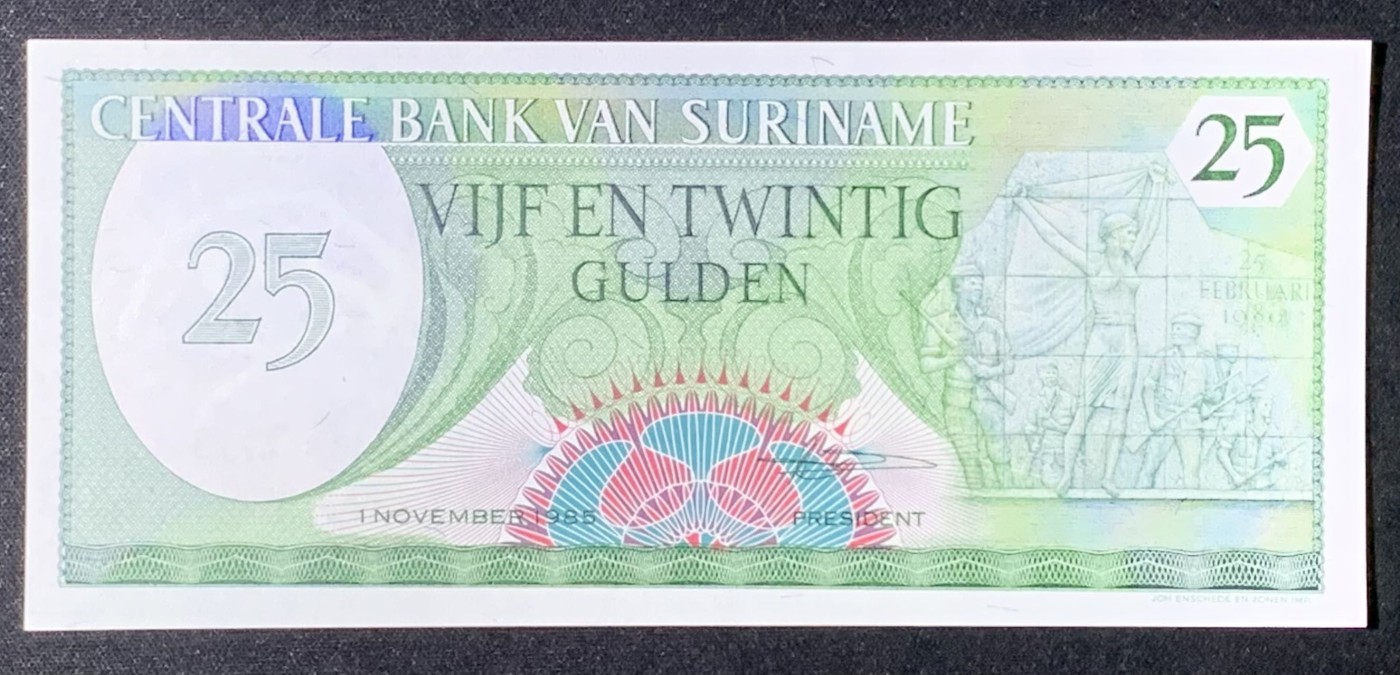 CENTRALE BANK VAN SURINAME
25
VIJF EN TWINTIG
GULDEN
25
25
FEBRUARI
1980
1 NOVEMBER 1985
PRESIDENT
JOH. ENSCHEDE EN ZONEN IMP.